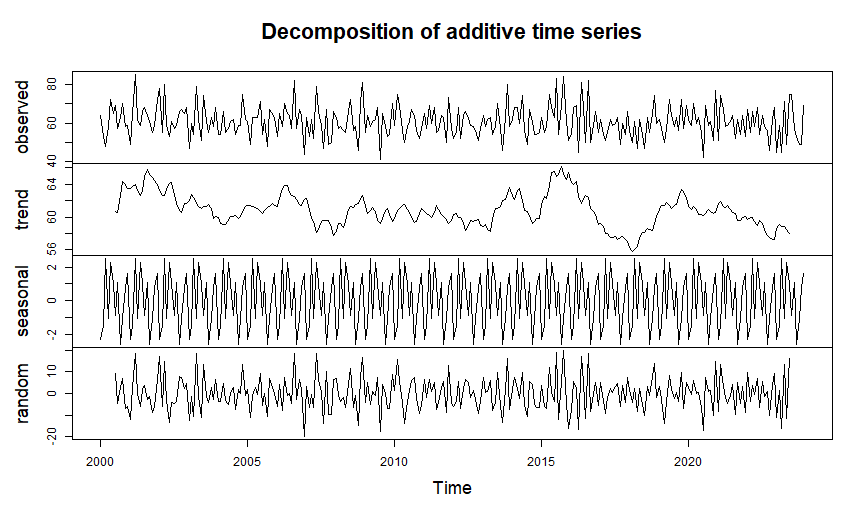 Decomposition of additive time series
observed
40 60 80
trend
56 60 64
seasonal
-2 0 2
random
-20 0 10
2000 2005 2010 2015 2020
Time